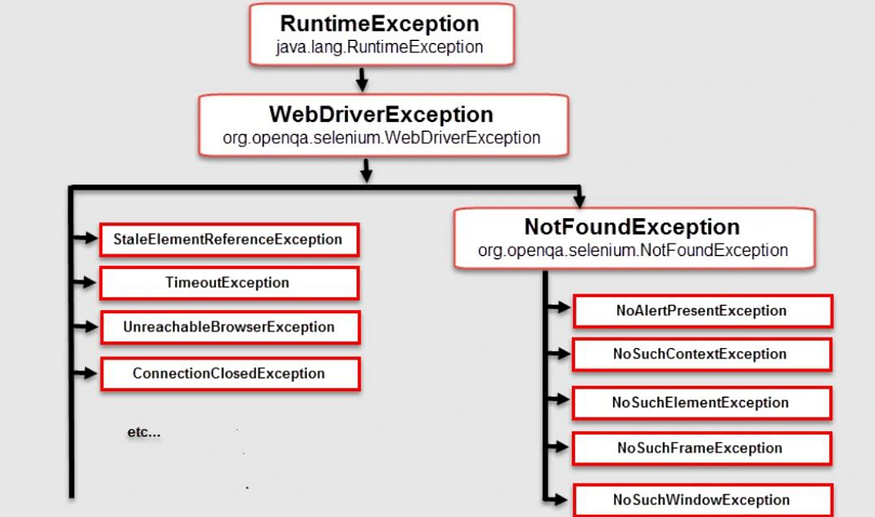 RuntimeException
java.lang.RuntimeException
WebDriverException
org.openqa.selenium.WebDriverException
StaleElementReferenceException
TimeoutException
UnreachableBrowserException
ConnectionClosedException
etc...
NotFoundException
org.openqa.selenium.NotFoundException
NoAlertPresentException
NoSuchContextException
NoSuchElementException
NoSuchFrameException
NoSuchWindowException